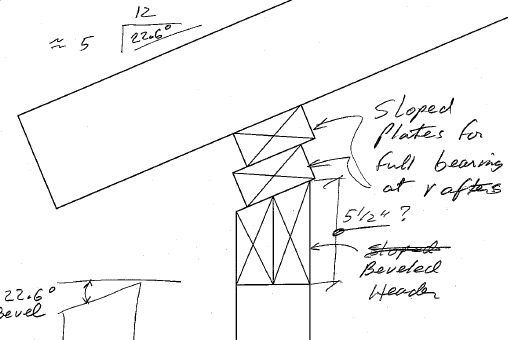 12
≈ 5
22.6°
Sloped
Plates for
full bearing
at rafters
5 1/2" ?
Sloped
Beveled
Header
22.6°
Bevel